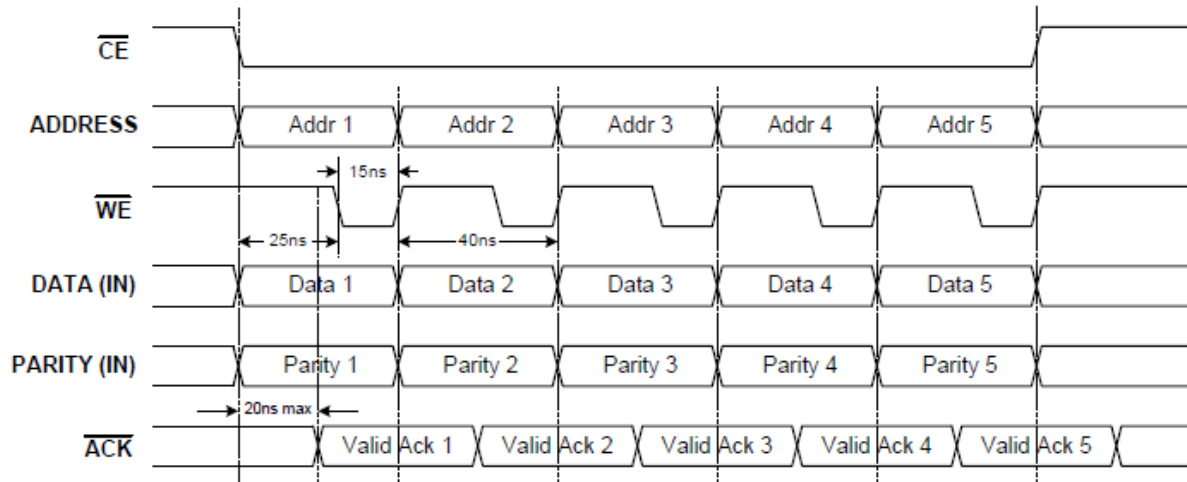 CE
ADDRESS Addr 1 Addr 2 Addr 3 Addr 4 Addr 5
15ns
WE
25ns 40ns
DATA (IN) Data 1 Data 2 Data 3 Data 4 Data 5
PARITY (IN) Parity 1 Parity 2 Parity 3 Parity 4 Parity 5
20ns max
ACK Valid Ack 1 Valid Ack 2 Valid Ack 3 Valid Ack 4 Valid Ack 5